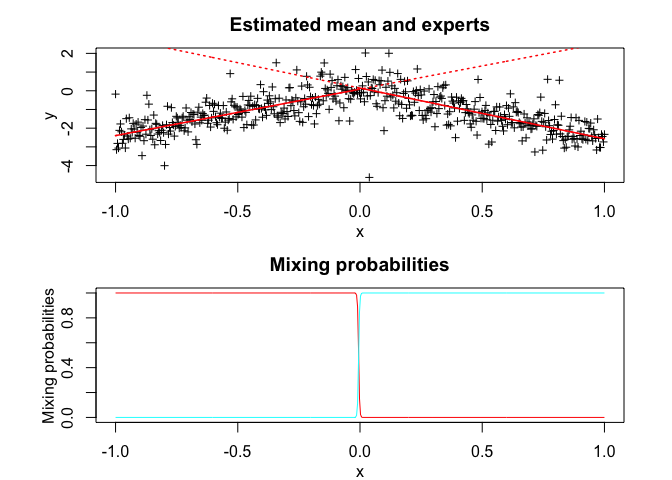 Estimated mean and experts
2
0
-2
-4
y
-1.0 -0.5 0.0 0.5 1.0
x
Mixing probabilities
0.8
0.4
0.0
Mixing probabilities
-1.0 -0.5 0.0 0.5 1.0
x